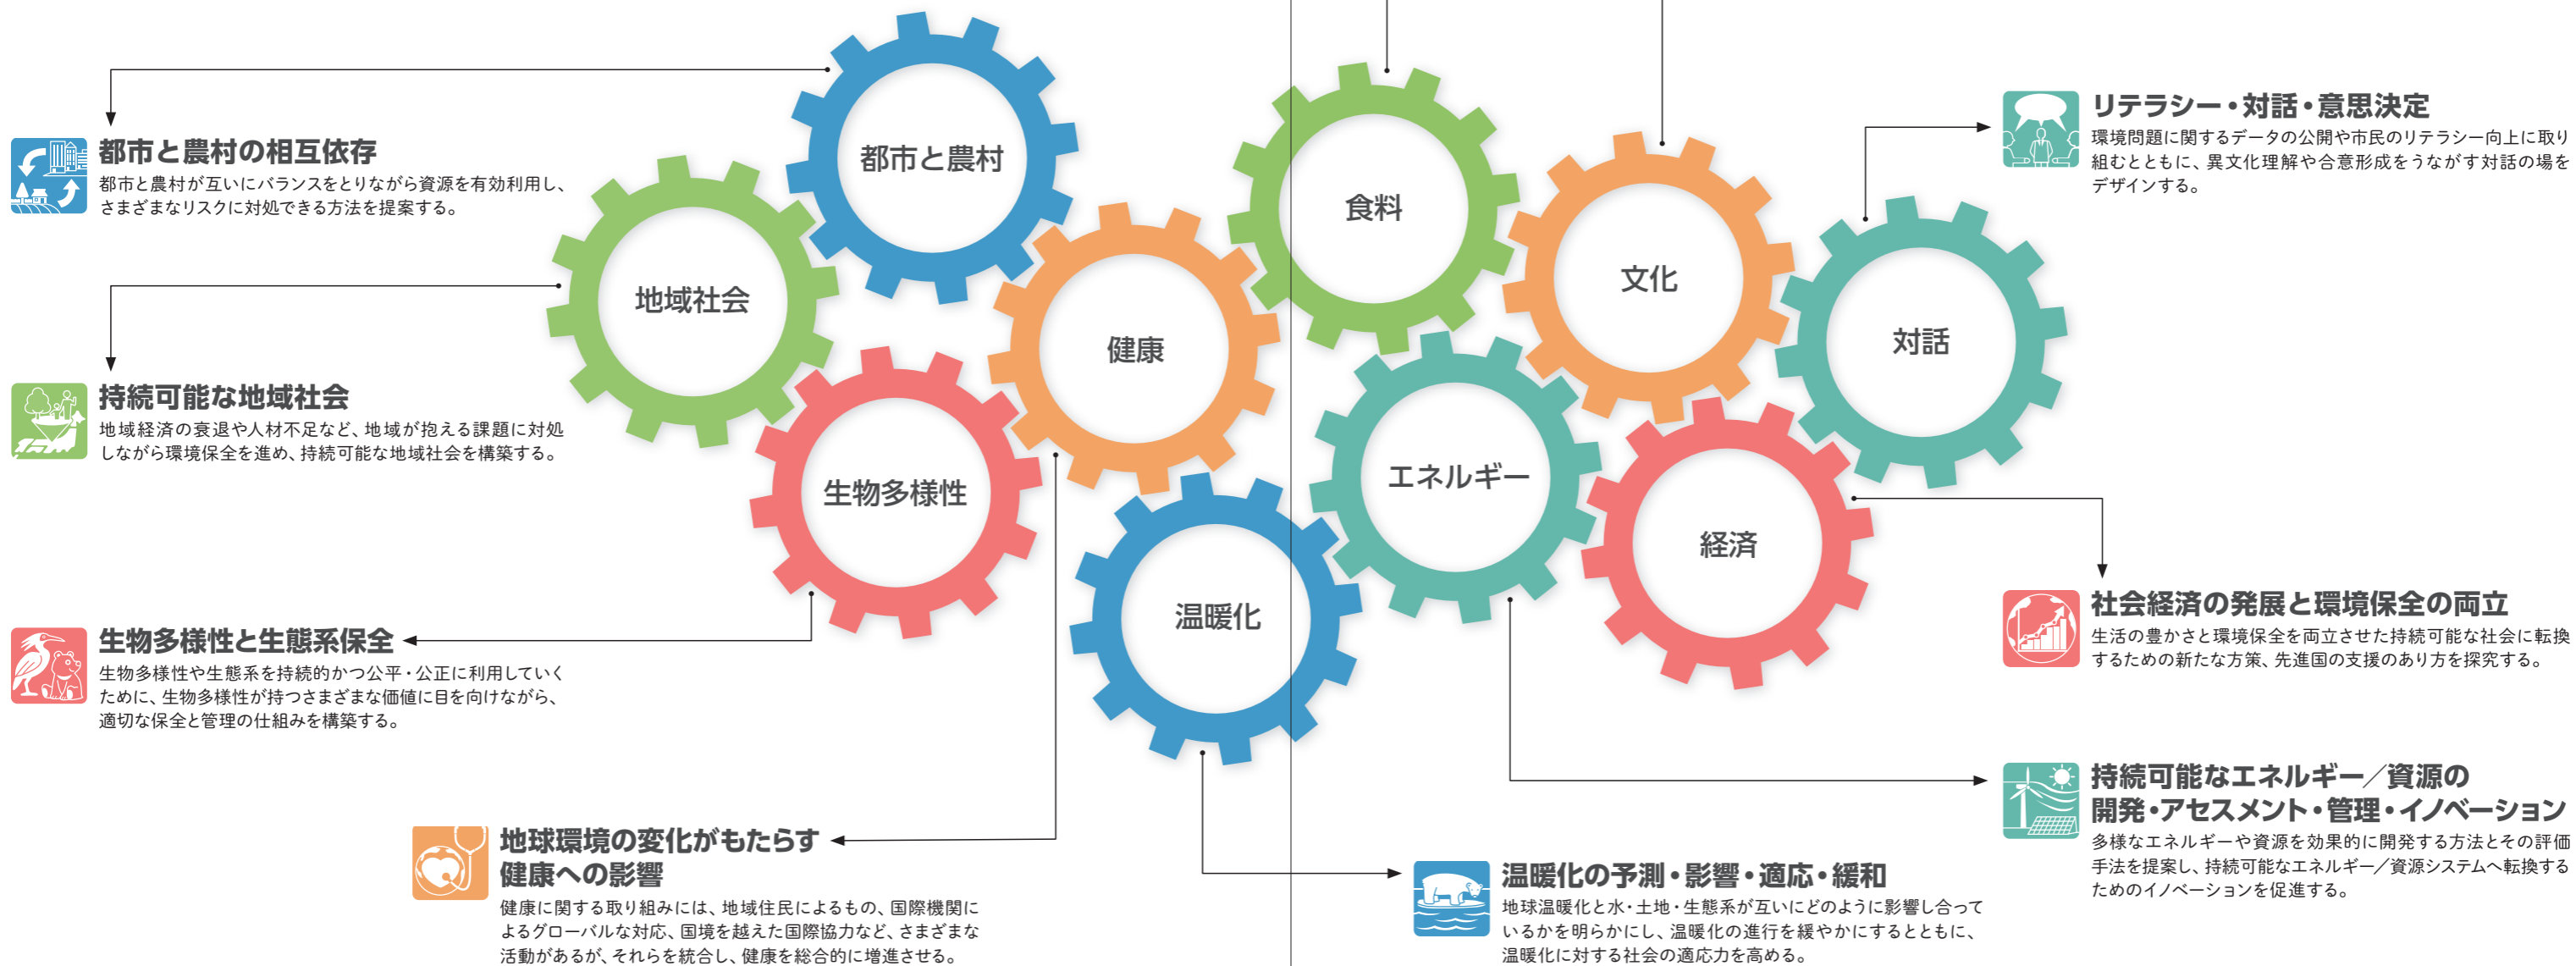 都市と農村の相互依存
都市と農村が互いにバランスをとりながら資源を有効利用し、
さまざまなリスクに対処できる方法を提案する。
持続可能な地域社会
地域経済の衰退や人材不足など、地域が抱える課題に対処
しながら環境保全を進め、持続可能な地域社会を構築する。
生物多様性と生態系保全
生物多様性や生態系を持続的かつ公平・公正に利用していく
ために、生物多様性が持つさまざまな価値に目を向けながら、
適切な保全と管理の仕組みを構築する。
地球環境の変化がもたらす
健康への影響
健康に関する取り組みには、地域住民によるもの、国際機関に
よるグローバルな対応、国境を越えた国際協力など、さまざまな
活動があるが、それらを統合し、健康を総合的に増進させる。
都市と農村
地域社会
健康
生物多様性
温暖化
食料
文化
対話
エネルギー
経済
リテラシー・対話・意思決定
環境問題に関するデータの公開や市民のリテラシー向上に取り
組むとともに、異文化理解や合意形成をうながす対話の場を
デザインする。
社会経済の発展と環境保全の両立
生活の豊かさと環境保全を両立させた持続可能な社会に転換
するための新たな方策、先進国の支援のあり方を探究する。
持続可能なエネルギー／資源の
開発・アセスメント・管理・イノベーション
多様なエネルギーや資源を効果的に開発する方法とその評価
手法を提案し、持続可能なエネルギー／資源システムへ転換する
ためのイノベーションを促進する。
温暖化の予測・影響・適応・緩和
地球温暖化と水・土地・生態系が互いにどのように影響し合って
いるかを明らかにし、温暖化の進行を緩やかにするとともに、
温暖化に対する社会の適応力を高める。